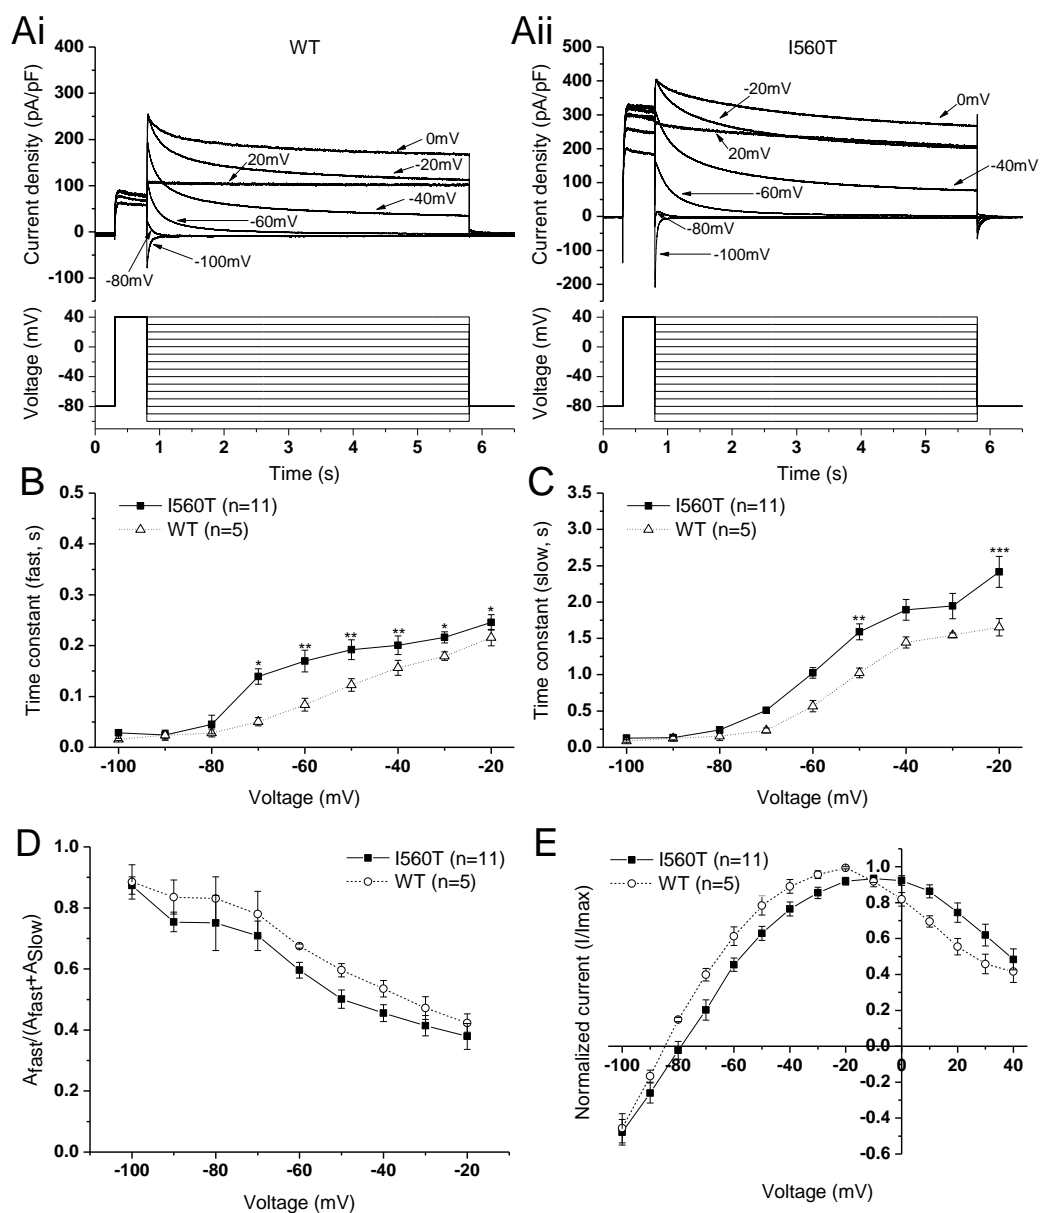 Ai
WT
400
300
200
100
0
-100
Current density (pA/pF)
0mV
20mV
-20mV
-40mV
-60mV
-80mV
-100mV
40
0
-40
-80
Voltage (mV)
0 1 2 3 4 5 6
Time (s)
Aii
I560T
500
400
300
200
100
0
-100
-200
Current density (pA/pF)
-20mV
0mV
20mV
-40mV
-60mV
-80mV
-100mV
40
0
-40
-80
Voltage (mV)
0 1 2 3 4 5 6
Time (s)
B
I560T (n=11)
WT (n=5)
0.5
0.4
0.3
0.2
0.1
0.0
Time constant (fast, s)
* ** ** ** * *
-100 -80 -60 -40 -20
Voltage (mV)
C
I560T (n=11)
WT (n=5)
3.5
3.0
2.5
2.0
1.5
1.0
0.5
0.0
Time constant (slow, s)
** ***
-100 -80 -60 -40 -20
Voltage (mV)
D
I560T (n=11)
WT (n=5)
1.0
0.8
0.6
0.4
0.2
0.0
Afast/(Afast+ASlow)
-100 -80 -60 -40 -20
Voltage (mV)
E
I560T (n=11)
WT (n=5)
1.0
0.8
0.6
0.4
0.2
0.0
-0.2
-0.4
-0.6
Normalized current (I/Imax)
-100 -80 -60 -40 -20 0 20 40
Voltage (mV)